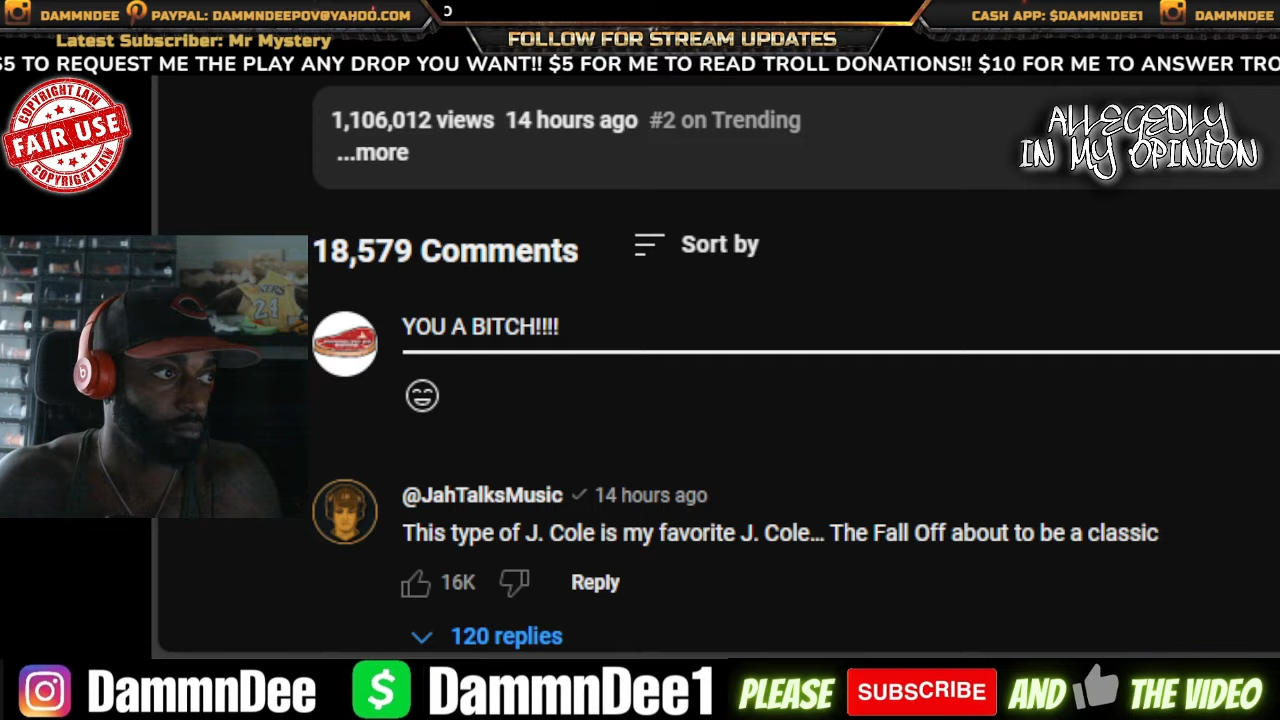 DAMMNDEE PAYPAL: DAMMNDEEPOV@YAHOO.COM
CASH APP: $DAMMNDEE1 DAMMNDEE
Latest Subscriber: Mr Mystery
FOLLOW FOR STREAM UPDATES
$5 TO REQUEST ME THE PLAY ANY DROP YOU WANT!! $5 FOR ME TO READ TROLL DONATIONS!! $10 FOR ME TO ANSWER TRO
COPYRIGHT LAW
FAIR USE
COPYRIGHT LAW
ALLEGEDLY
IN MY OPINION
1,106,012 views 14 hours ago #2 on Trending
...more
18,579 Comments Sort by
YOU A BITCH!!!!
24
@JahTalksMusic 14 hours ago
This type of J. Cole is my favorite J. Cole... The Fall Off about to be a classic
16K Reply
120 replies
DammnDee $ DammnDee1 PLEASE SUBSCRIBE AND THE VIDEO